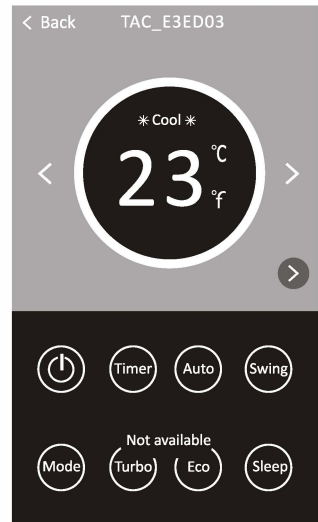 < Back TAC_E3ED03
Cool
23 °C
°f
Timer Auto Swing
Not available
Mode Turbo Eco Sleep